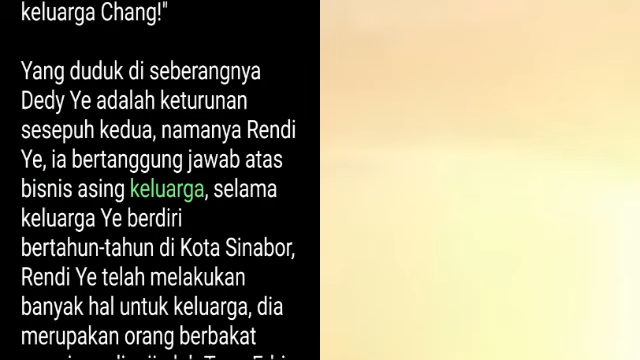 keluarga Chang!"
Yang duduk di seberangnya
Dedy Ye adalah keturunan
sesepuh kedua, namanya Rendi
Ye, ia bertanggung jawab atas
bisnis asing keluarga, selama
keluarga Ye berdiri
bertahun-tahun di Kota Sinabor,
Rendi Ye telah melakukan
banyak hal untuk keluarga, dia
merupakan orang berbakat